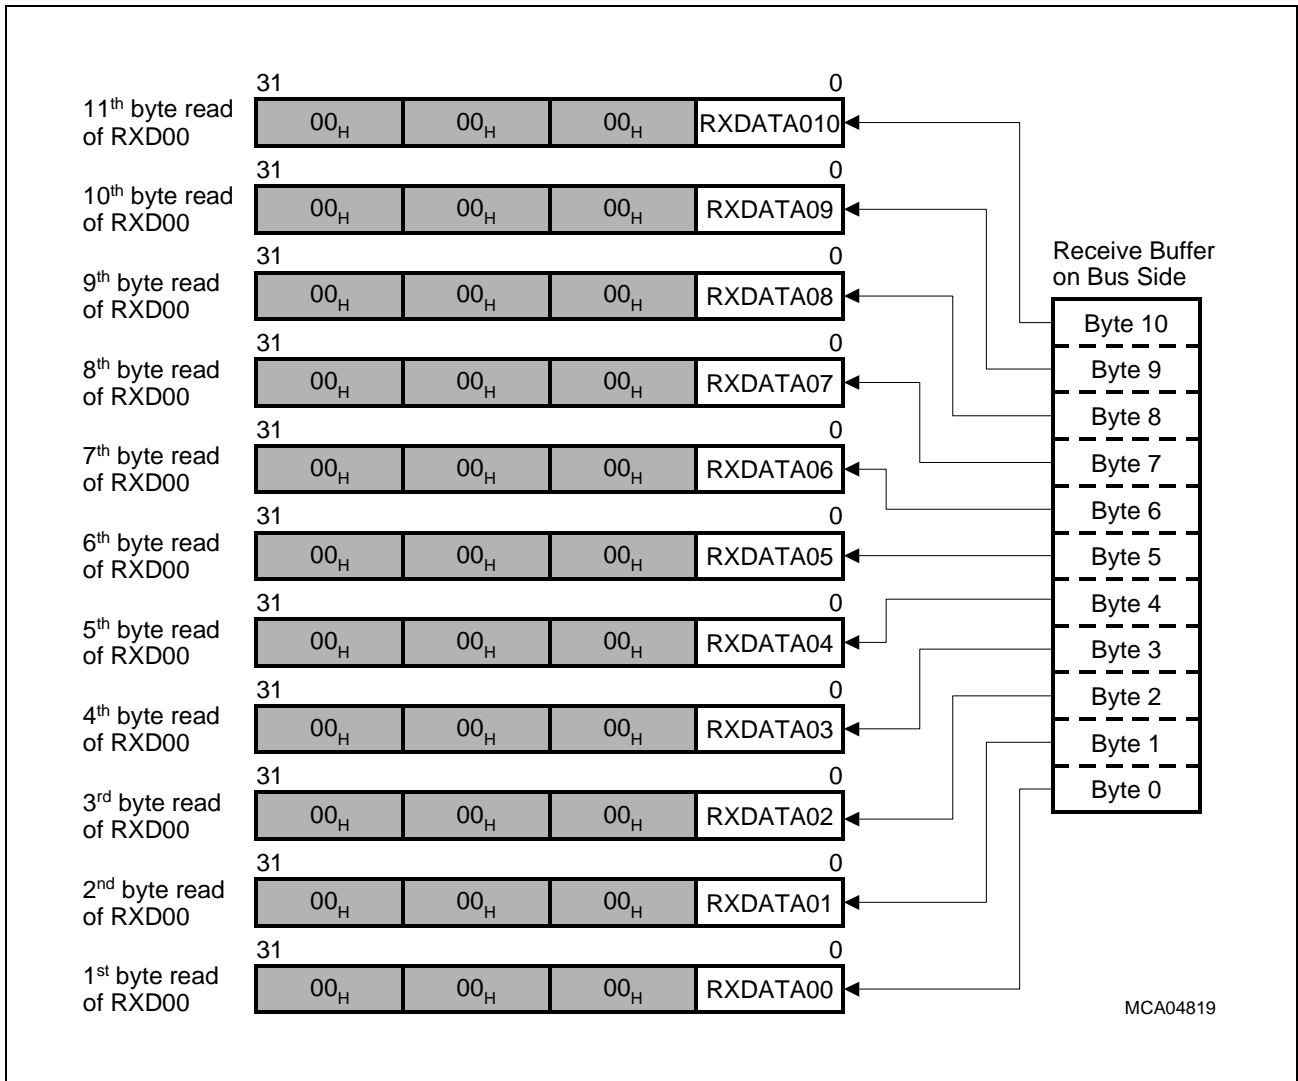 31 0
11th byte read
of RXD00
00H 00H 00H RXDATA010
31 0
10th byte read
of RXD00
00H 00H 00H RXDATA09
31 0
9th byte read
of RXD00
00H 00H 00H RXDATA08
31 0
8th byte read
of RXD00
00H 00H 00H RXDATA07
31 0
7th byte read
of RXD00
00H 00H 00H RXDATA06
31 0
6th byte read
of RXD00
00H 00H 00H RXDATA05
31 0
5th byte read
of RXD00
00H 00H 00H RXDATA04
31 0
4th byte read
of RXD00
00H 00H 00H RXDATA03
31 0
3rd byte read
of RXD00
00H 00H 00H RXDATA02
31 0
2nd byte read
of RXD00
00H 00H 00H RXDATA01
31 0
1st byte read
of RXD00
00H 00H 00H RXDATA00
Receive Buffer
on Bus Side
Byte 10
Byte 9
Byte 8
Byte 7
Byte 6
Byte 5
Byte 4
Byte 3
Byte 2
Byte 1
Byte 0
MCA04819